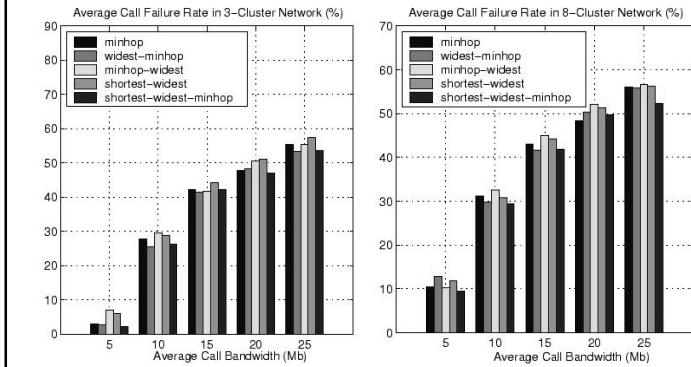 Average Call Failure Rate in 3-Cluster Network (%)
90
80
70
60
50
40
30
20
10
0
minhop
widest-minhop
minhop-widest
shortest-widest
shortest-widest-minhop
5 10 15 20 25
Average Call Bandwidth (Mb)
Average Call Failure Rate in 8-Cluster Network (%)
70
60
50
40
30
20
10
0
minhop
widest-minhop
minhop-widest
shortest-widest
shortest-widest-minhop
5 10 15 20 25
Average Call Bandwidth (Mb)